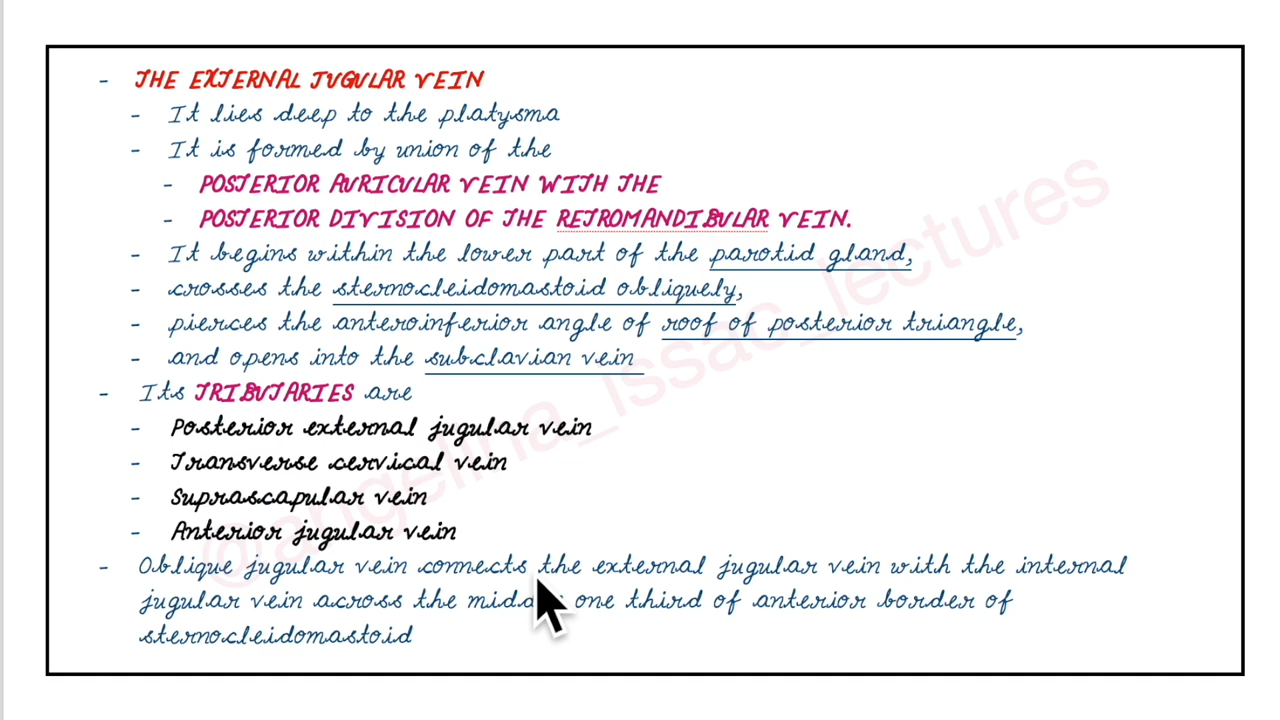 - THE EXTERNAL JUGULAR VEIN
- It lies deep to the platysma
- It is formed by union of the
- POSTERIOR AURICULAR VEIN WITH THE
- POSTERIOR DIVISION OF THE RETROMANDIBULAR VEIN.
- It begins within the lower part of the parotid gland,
- crosses the sternocleidomastoid obliquely,
- pierces the anteroinferior angle of roof of posterior triangle,
- and opens into the subclavian vein
- Its TRIBUTARIES are
- Posterior external jugular vein
- Transverse cervical vein
- Suprascapular vein
- Anterior jugular vein
- Oblique jugular vein connects the external jugular vein with the internal
jugular vein across the middle one third of anterior border of
sternocleidomastoid
@angelina_issac_lectures